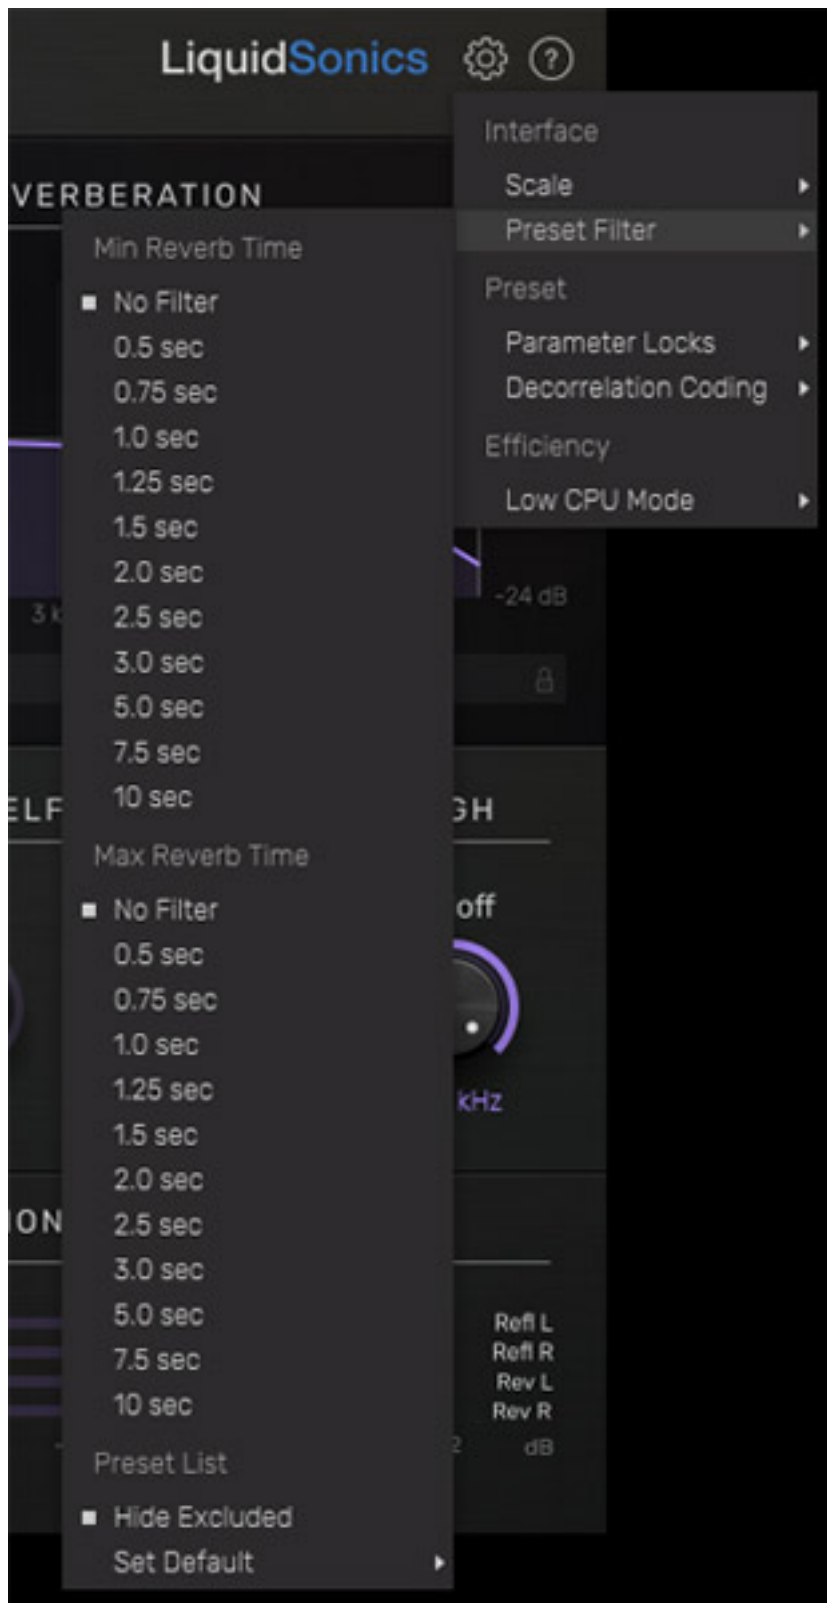 LiquidSonics
?
Interface
Scale
Preset Filter
Preset
Parameter Locks
Decorrelation Coding
Efficiency
Low CPU Mode
VERBERATION
Min Reverb Time
No Filter
0.5 sec
0.75 sec
1.0 sec
1.25 sec
1.5 sec
2.0 sec
2.5 sec
3.0 sec
5.0 sec
7.5 sec
10 sec
Max Reverb Time
No Filter
0.5 sec
0.75 sec
1.0 sec
1.25 sec
1.5 sec
2.0 sec
2.5 sec
3.0 sec
5.0 sec
7.5 sec
10 sec
Preset List
Hide Excluded
Set Default
3 k
-24 dB
ELF
GH
off
kHz
ION
Refl L
Refl R
Rev L
Rev R
2 dB